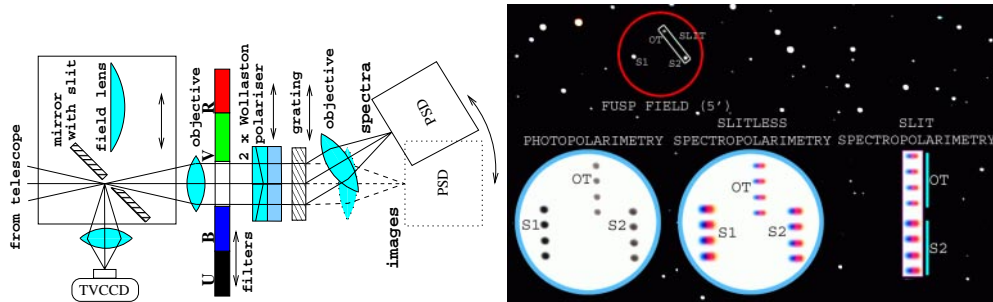 from telescope
mirror
with slit
field lens
TVCCD
objective
U
B
V
R
filters
2 x Wollaston
polariser
grating
objective
spectra
images
PSD
PSD
OT
SLIT
S1
S2
FUSP FIELD (5')
PHOTOPOLARIMETRY
SLITLESS
SPECTROPOLARIMETRY
SLIT
SPECTROPOLARIMETRY
OT
S1
S2
OT
S1
S2
OT
S2